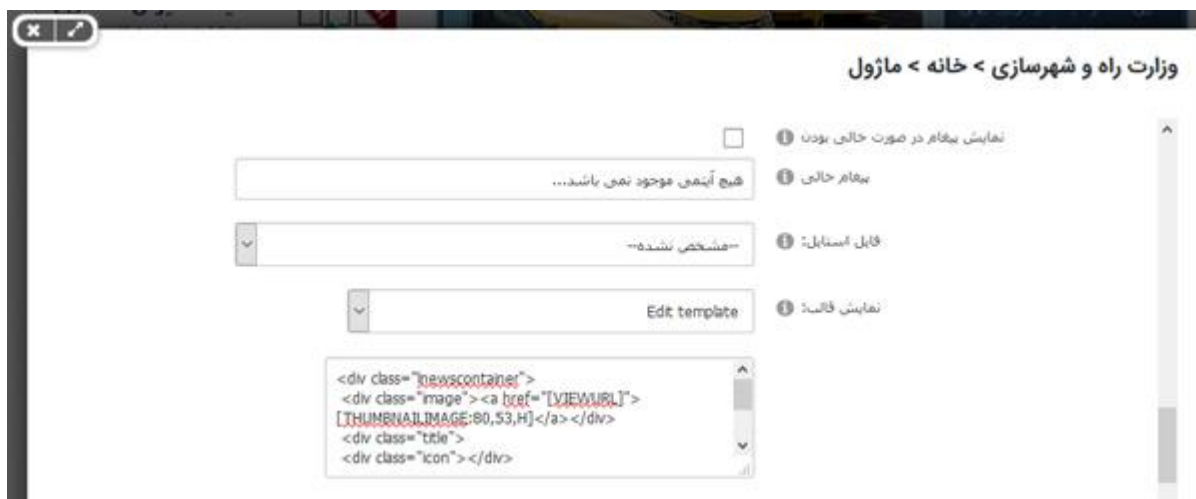 وزارت راه و شهرسازی > خانه > ماژول
نمایش پیغام در صورت خالی بودن
پیغام خالی
هیچ آیتمی موجود نمی باشد...
فایل استایل:
--مشخص نشده--
نمایش قالب:
Edit template
<div class="lnewscontainer">
<div class="image"><a href="[VIEWURL]">
[THUMBNAILIMAGE:80,53,H]</a></div>
<div class="title">
<div class="icon"></div>